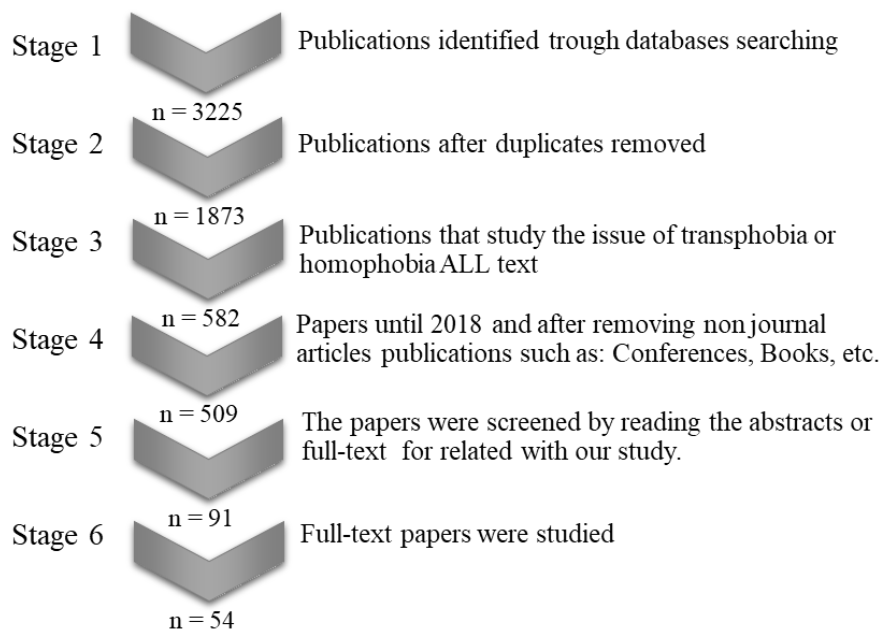 Stage 1
Publications identified trough databases searching
n = 3225
Stage 2
Publications after duplicates removed
n = 1873
Stage 3
Publications that study the issue of transphobia or
homophobia ALL text
n = 582
Stage 4
Papers until 2018 and after removing non journal
articles publications such as: Conferences, Books, etc.
n = 509
Stage 5
The papers were screened by reading the abstracts or
full-text for related with our study.
n = 91
Stage 6
Full-text papers were studied
n = 54